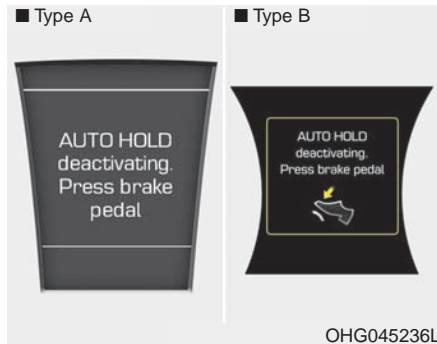 ■ Type A
AUTO HOLD
deactivating.
Press brake
pedal
■ Type B
AUTO HOLD
deactivating.
Press brake pedal
OHG045236L